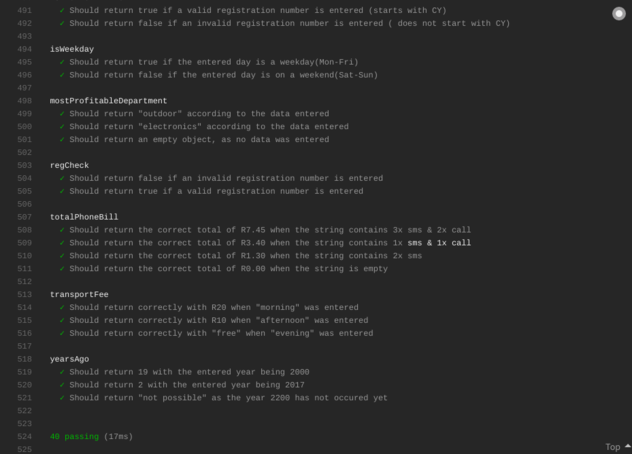 491 ✓ Should return true if a valid registration number is entered (starts with CY)
492 ✓ Should return false if an invalid registration number is entered ( does not start with CY)
493
494 isWeekday
495 ✓ Should return true if the entered day is a weekday(Mon-Fri)
496 ✓ Should return false if the entered day is on a weekend(Sat-Sun)
497
498 mostProfitableDepartment
499 ✓ Should return "outdoor" according to the data entered
500 ✓ Should return "electronics" according to the data entered
501 ✓ Should return an empty object, as no data was entered
502
503 regCheck
504 ✓ Should return false if an invalid registration number is entered
505 ✓ Should return true if a valid registration number is entered
506
507 totalPhoneBill
508 ✓ Should return the correct total of R7.45 when the string contains 3x sms & 2x call
509 ✓ Should return the correct total of R3.40 when the string contains 1x sms & 1x call
510 ✓ Should return the correct total of R1.30 when the string contains 2x sms
511 ✓ Should return the correct total of R0.00 when the string is empty
512
513 transportFee
514 ✓ Should return correctly with R20 when "morning" was entered
515 ✓ Should return correctly with R10 when "afternoon" was entered
516 ✓ Should return correctly with "free" when "evening" was entered
517
518 yearsAgo
519 ✓ Should return 19 with the entered year being 2000
520 ✓ Should return 2 with the entered year being 2017
521 ✓ Should return "not possible" as the year 2200 has not occured yet
522
523
524 40 passing (17ms)
525
Top